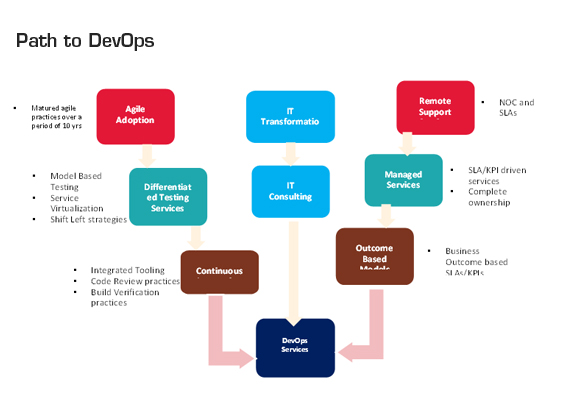 Path to DevOps
Matured agile
practices over a
period of 10 yrs
Agile
Adoption
IT
Transformatio
Remote
Support
NOC and
SLAs
Model Based
Testing
Service
Virtualization
Shift Left strategies
Differentiat
ed Testing
Services
IT
Consulting
Managed
Services
SLA/KPI driven
services
Complete
ownership
Integrated Tooling
Code Review practices
Build Verification
practices
Continuous
Outcome
Based
Models
Business
Outcome based
SLAs/KPIs
DevOps
Services